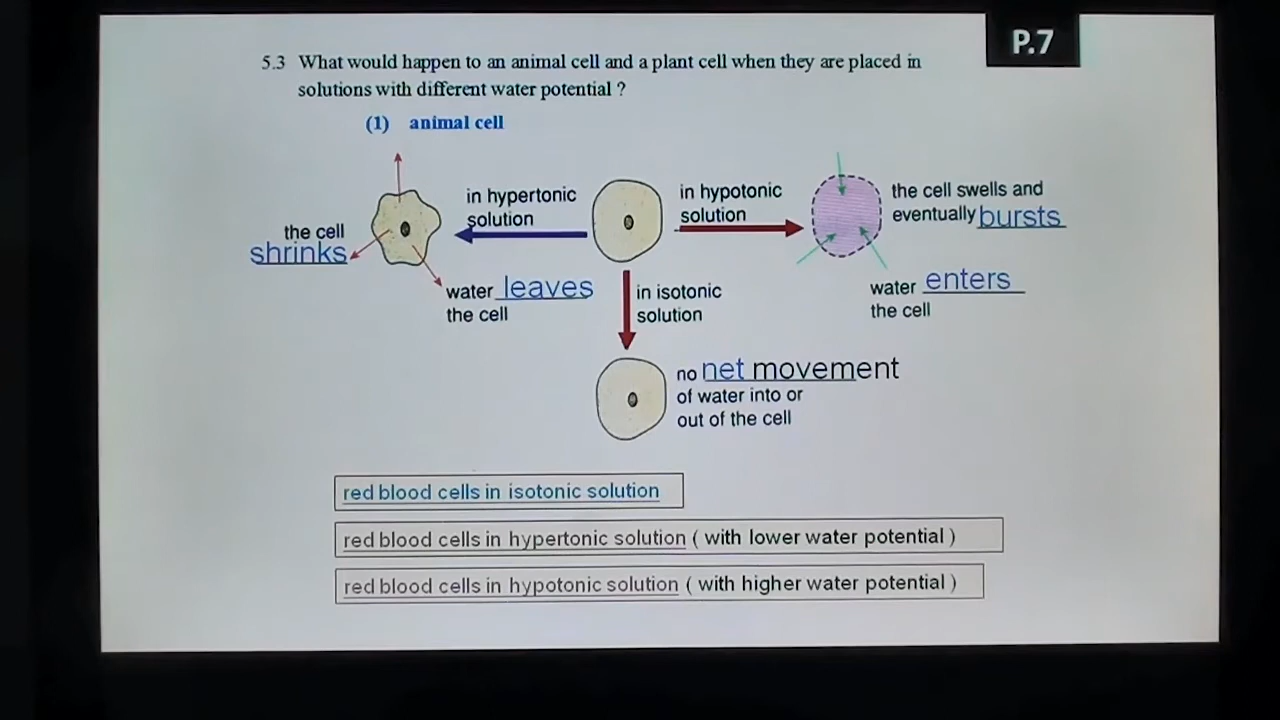 P.7
5.3 What would happen to an animal cell and a plant cell when they are placed in
solutions with different water potential ?
(1) animal cell
in hypertonic
solution
in hypotonic
solution
the cell swells and
eventually bursts
the cell
shrinks
water leaves
the cell
in isotonic
solution
water enters
the cell
no net movement
of water into or
out of the cell
red blood cells in isotonic solution
red blood cells in hypertonic solution ( with lower water potential )
red blood cells in hypotonic solution ( with higher water potential )